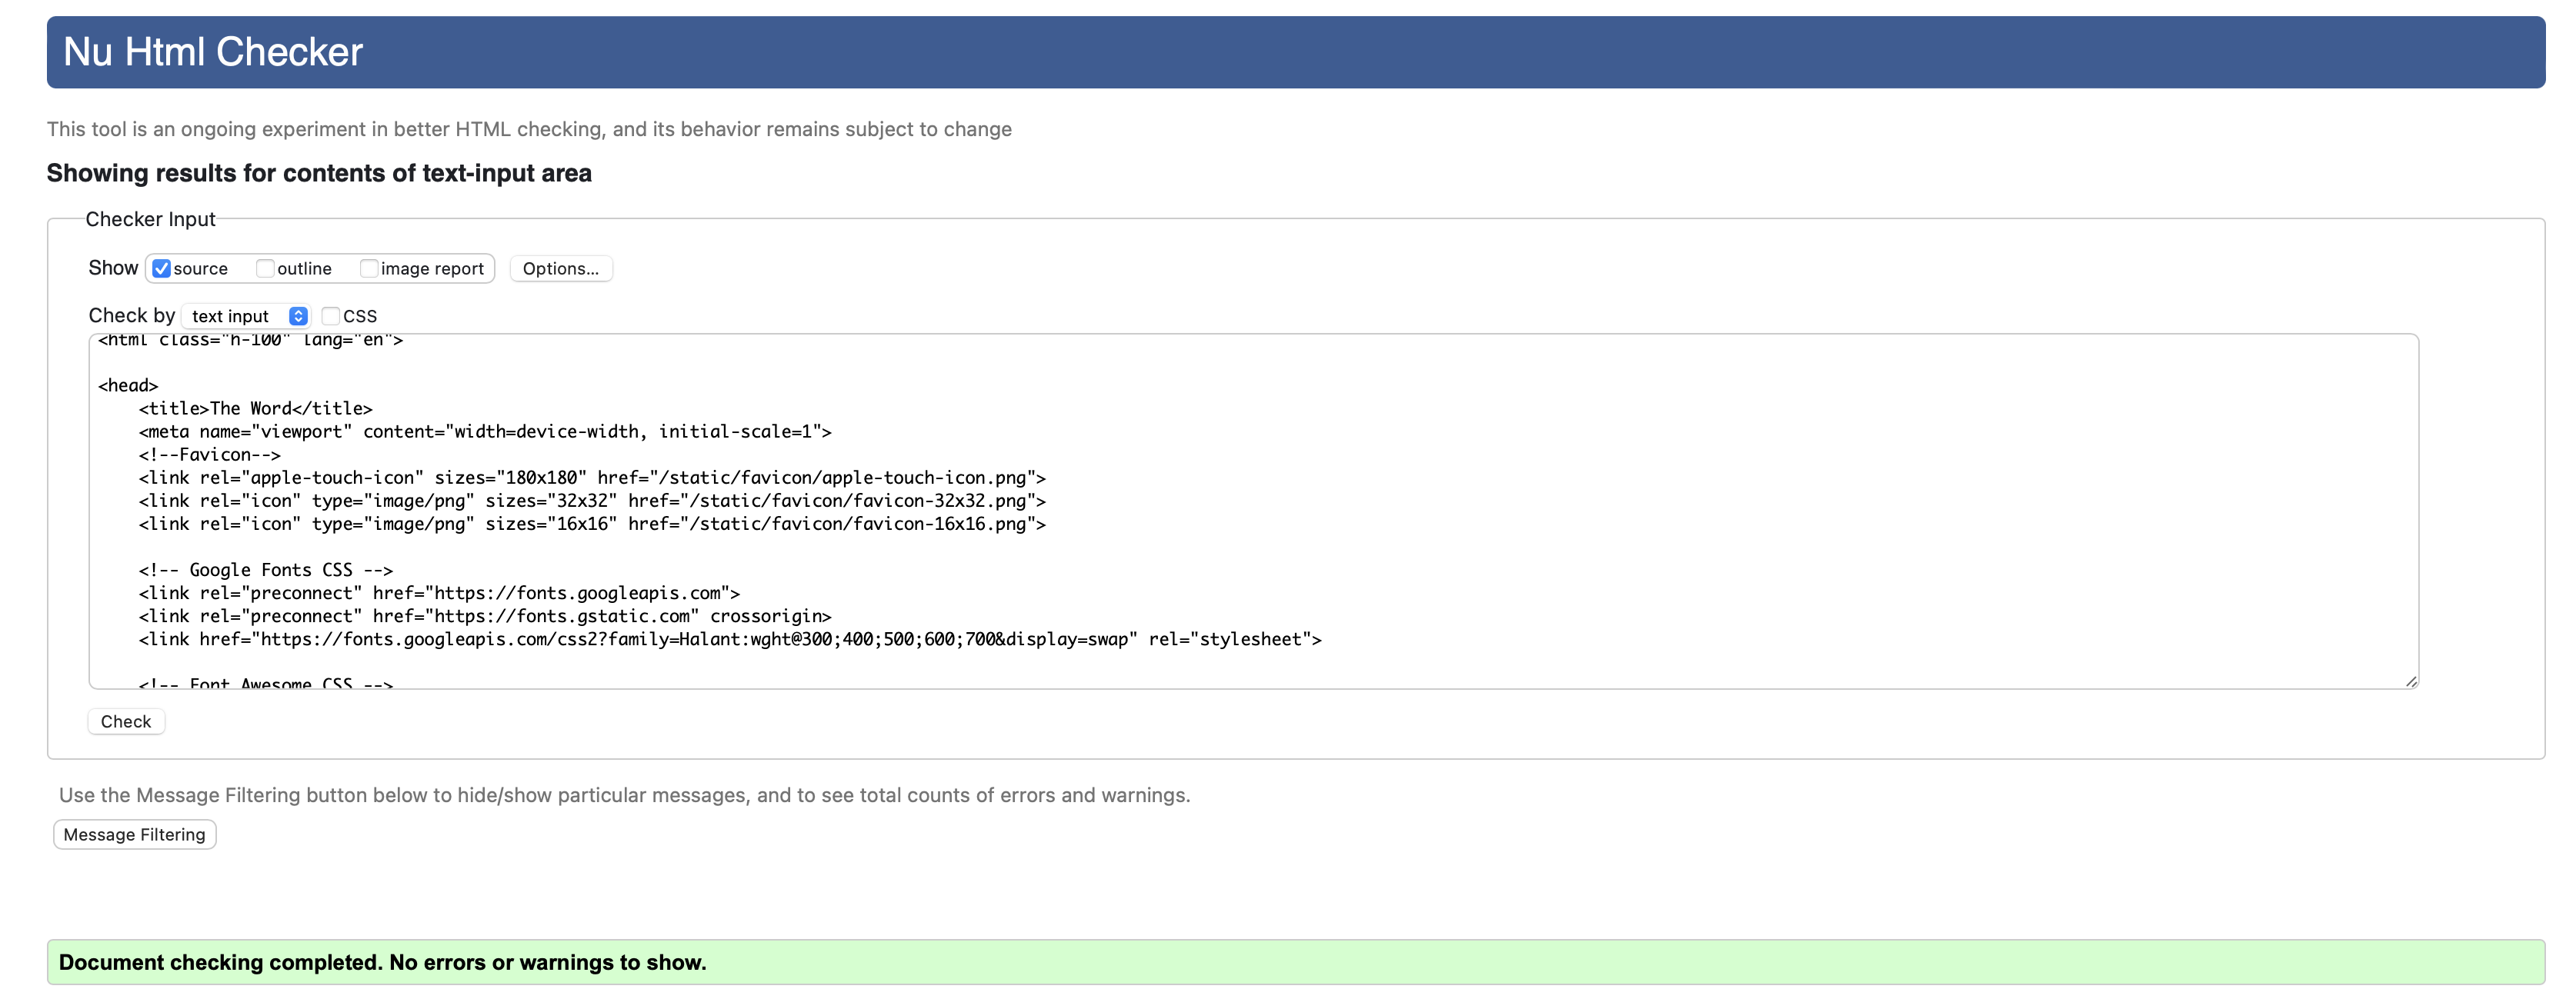 Nu Html Checker
This tool is an ongoing experiment in better HTML checking, and its behavior remains subject to change
Showing results for contents of text-input area
Checker Input
Show source outline image report Options...
Check by text input CSS
<html class="h-100" lang="en">
<head>
<title>The Word</title>
<meta name="viewport" content="width=device-width, initial-scale=1">
<!--Favicon-->
<link rel="apple-touch-icon" sizes="180x180" href="/static/favicon/apple-touch-icon.png">
<link rel="icon" type="image/png" sizes="32x32" href="/static/favicon/favicon-32x32.png">
<link rel="icon" type="image/png" sizes="16x16" href="/static/favicon/favicon-16x16.png">
<!-- Google Fonts CSS -->
<link rel="preconnect" href="https://fonts.googleapis.com">
<link rel="preconnect" href="https://fonts.gstatic.com" crossorigin>
<link href="https://fonts.googleapis.com/css2?family=Halant:wght@300;400;500;600;700&display=swap" rel="stylesheet">
<!-- Font Awesome CSS -->
Check
Use the Message Filtering button below to hide/show particular messages, and to see total counts of errors and warnings.
Message Filtering
Document checking completed. No errors or warnings to show.